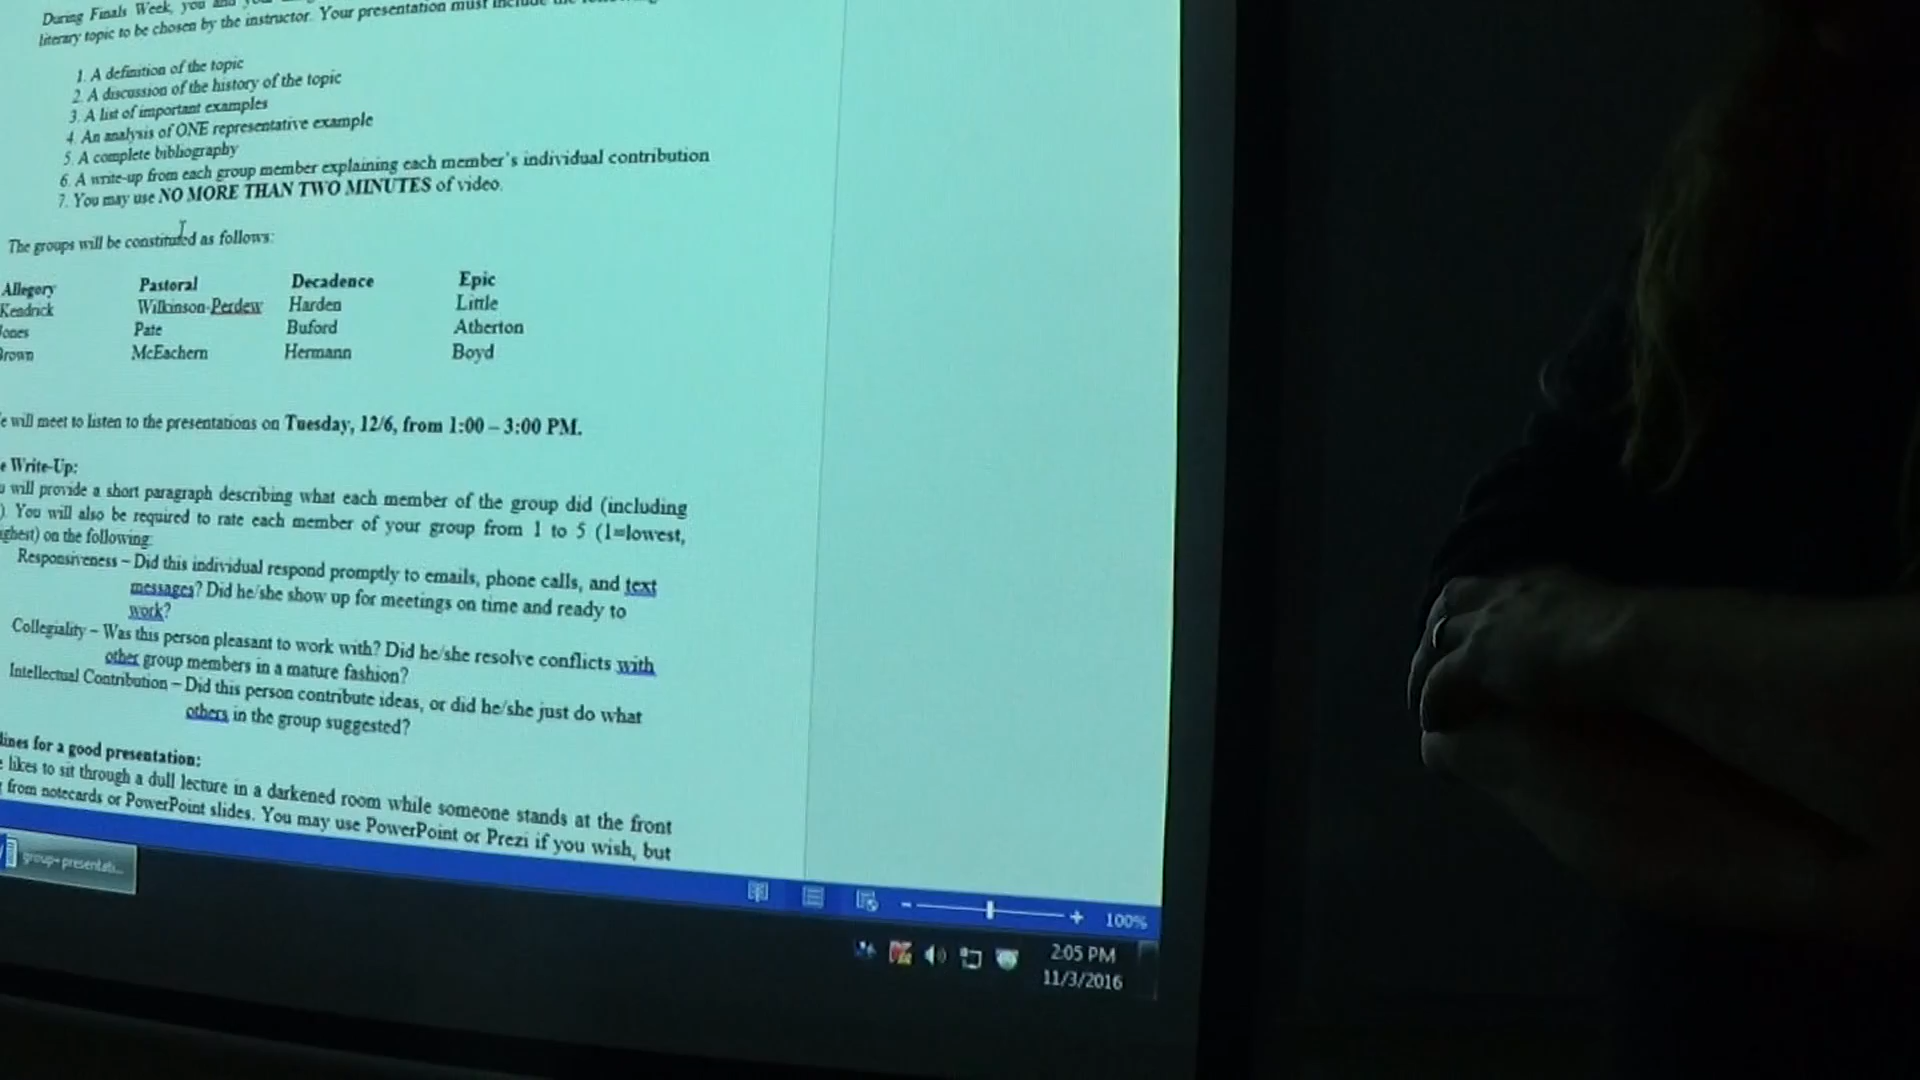 During Finals Week, you and
literary topic to be chosen by the instructor. Your presentation must include the following
1. A definition of the topic
2. A discussion of the history of the topic
3. A list of important examples
4. An analysis of ONE representative example
5. A complete bibliography
6. A write-up from each group member explaining each member's individual contribution
7. You may use NO MORE THAN TWO MINUTES of video.
The groups will be constituted as follows:
Allegory Pastoral Decadence Epic
Kendrick Wilkinson-Perdew Harden Little
ones Pate Buford Atherton
rown McEachern Hermann Boyd
e will meet to listen to the presentations on Tuesday, 12/6, from 1:00 – 3:00 PM.
e Write-Up:
u will provide a short paragraph describing what each member of the group did (including
). You will also be required to rate each member of your group from 1 to 5 (1=lowest,
ghest) on the following:
Responsiveness – Did this individual respond promptly to emails, phone calls, and text
messages? Did he/she show up for meetings on time and ready to
work?
Collegiality – Was this person pleasant to work with? Did he/she resolve conflicts with
other group members in a mature fashion?
Intellectual Contribution – Did this person contribute ideas, or did he/she just do what
others in the group suggested?
lines for a good presentation:
e likes to sit through a dull lecture in a darkened room while someone stands at the front
g from notecards or PowerPoint slides. You may use PowerPoint or Prezi if you wish, but
group+presentati...
100%
2:05 PM
11/3/2016